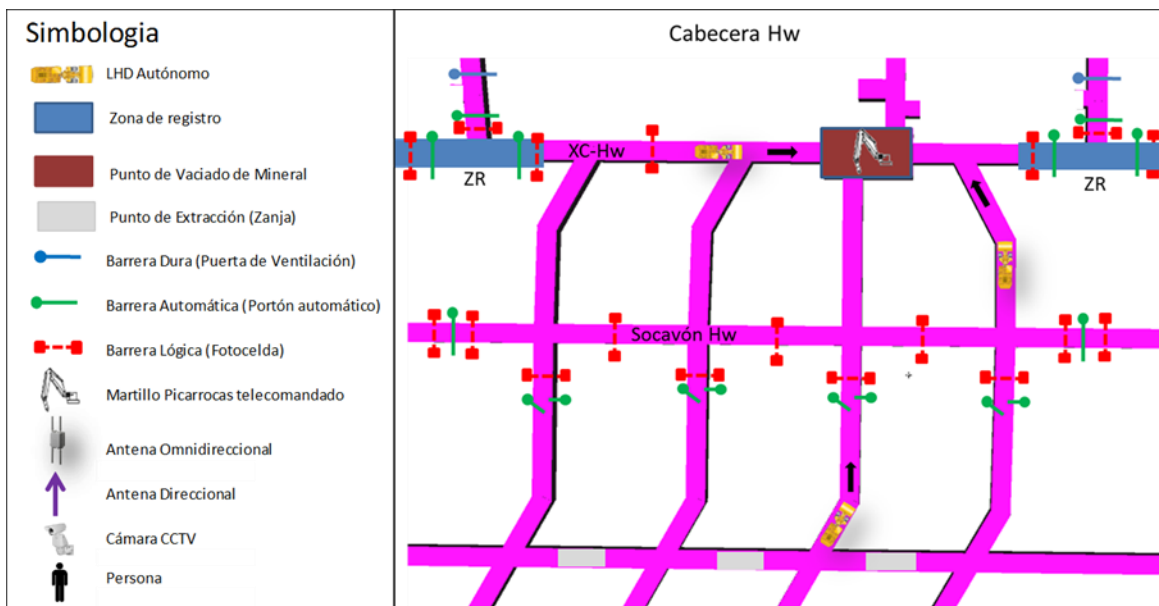 Simbologia
LHD Autónomo
Zona de registro
Punto de Vaciado de Mineral
Punto de Extracción (Zanja)
Barrera Dura (Puerta de Ventilación)
Barrera Automática (Portón automático)
Barrera Lógica (Fotocelda)
Martillo Picarrocas telecomandado
Antena Omnidireccional
Antena Direccional
Cámara CCTV
Persona
Cabecera Hw
XC-Hw
ZR
ZR
Socavón Hw